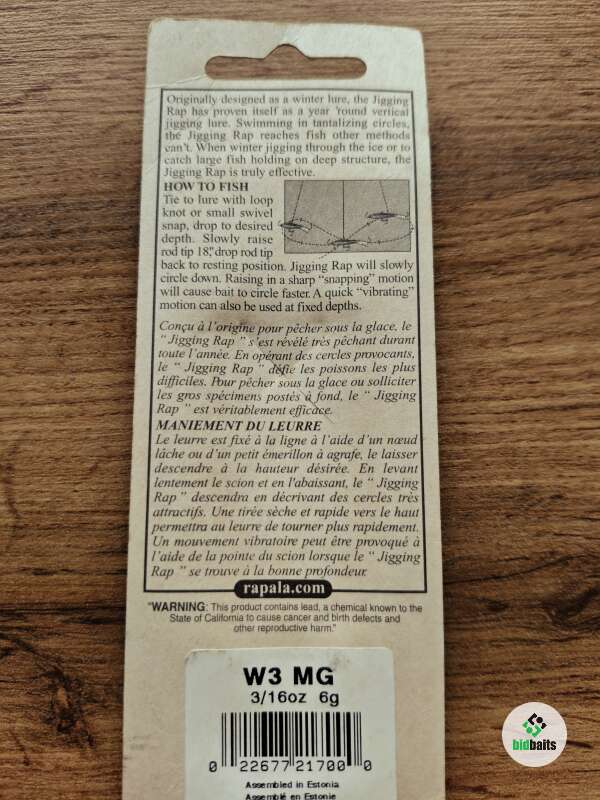 Originally designed as a winter lure, the Jigging
Rap has proven itself as a year 'round vertical
jigging lure. Swimming in tantalizing circles,
the Jigging Rap reaches fish other methods
can't. When winter jigging through the ice or to
catch large fish holding on deep structure, the
Jigging Rap is truly effective.
HOW TO FISH
Tie to lure with loop
knot or small swivel
snap, drop to desired
depth. Slowly raise
rod tip 18", drop rod tip
back to resting position. Jigging Rap will slowly
circle down. Raising in a sharp "snapping" motion
will cause bait to circle faster. A quick "vibrating"
motion can also be used at fixed depths.
Conçu à l'origine pour pêcher sous la glace, le
" Jigging Rap " s'est révélé très pêchant durant
toute l'année. En opérant des cercles provocants,
le " Jigging Rap " défie les poissons les plus
difficiles. Pour pêcher sous la glace ou solliciter
les gros spécimens postés à fond, le " Jigging
Rap " est véritablement efficace.
MANIEMENT DU LEURRE
Le leurre est fixé à la ligne à l'aide d'un nœud
lâche ou d'un petit émerillon à agrafe, le laisser
descendre à la hauteur désirée. En levant
lentement le scion et en l'abaissant, le " Jigging
Rap " descendra en décrivant des cercles très
attractifs. Une tirée sèche et rapide vers le haut
permettra au leurre de tourner plus rapidement.
Un mouvement vibratoire peut être provoqué à
l'aide de la pointe du scion lorsque le " Jigging
Rap " se trouve à la bonne profondeur.
rapala.com
"WARNING: This product contains lead, a chemical known to the
State of California to cause cancer and birth defects and
other reproductive harm."
W3 MG
3/16oz 6g
0 22677 21700 0
Assembled in Estonia
Assemblé en Estonie
bidbaits